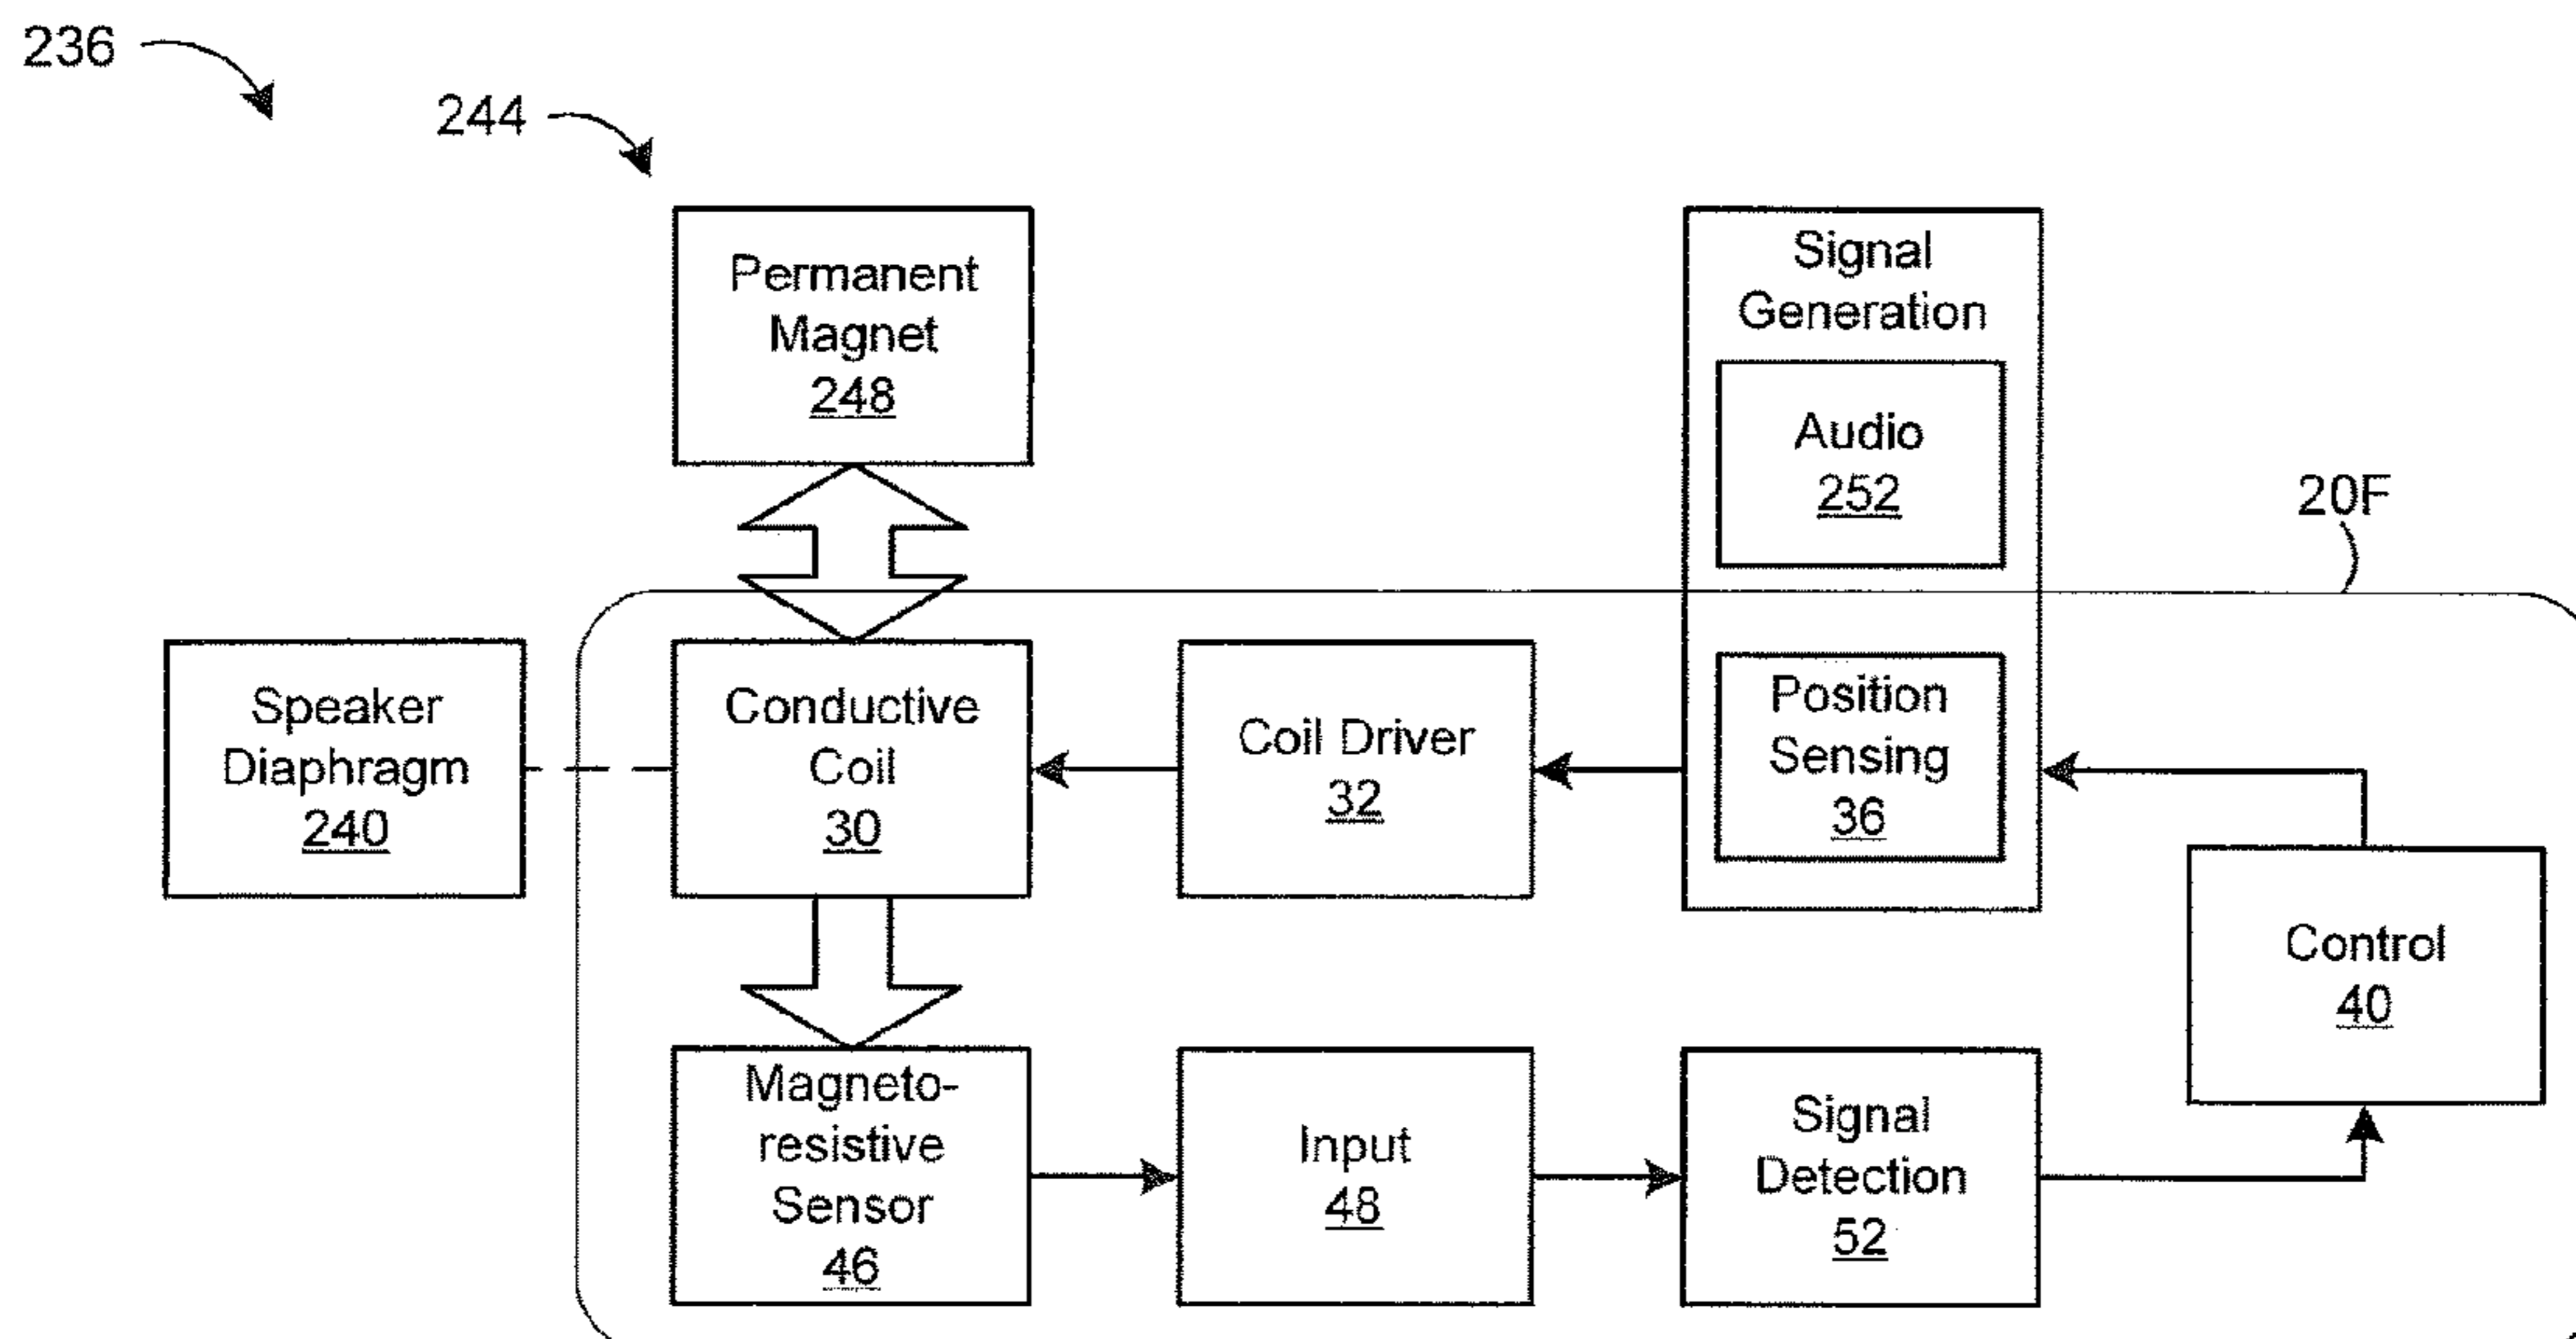 236
244
Permanent
Magnet
248
Signal
Generation
Audio
252
20F
Speaker
Diaphragm
240
Conductive
Coil
30
Coil Driver
32
Position
Sensing
36
Control
40
Magneto-
resistive
Sensor
46
Input
48
Signal
Detection
52